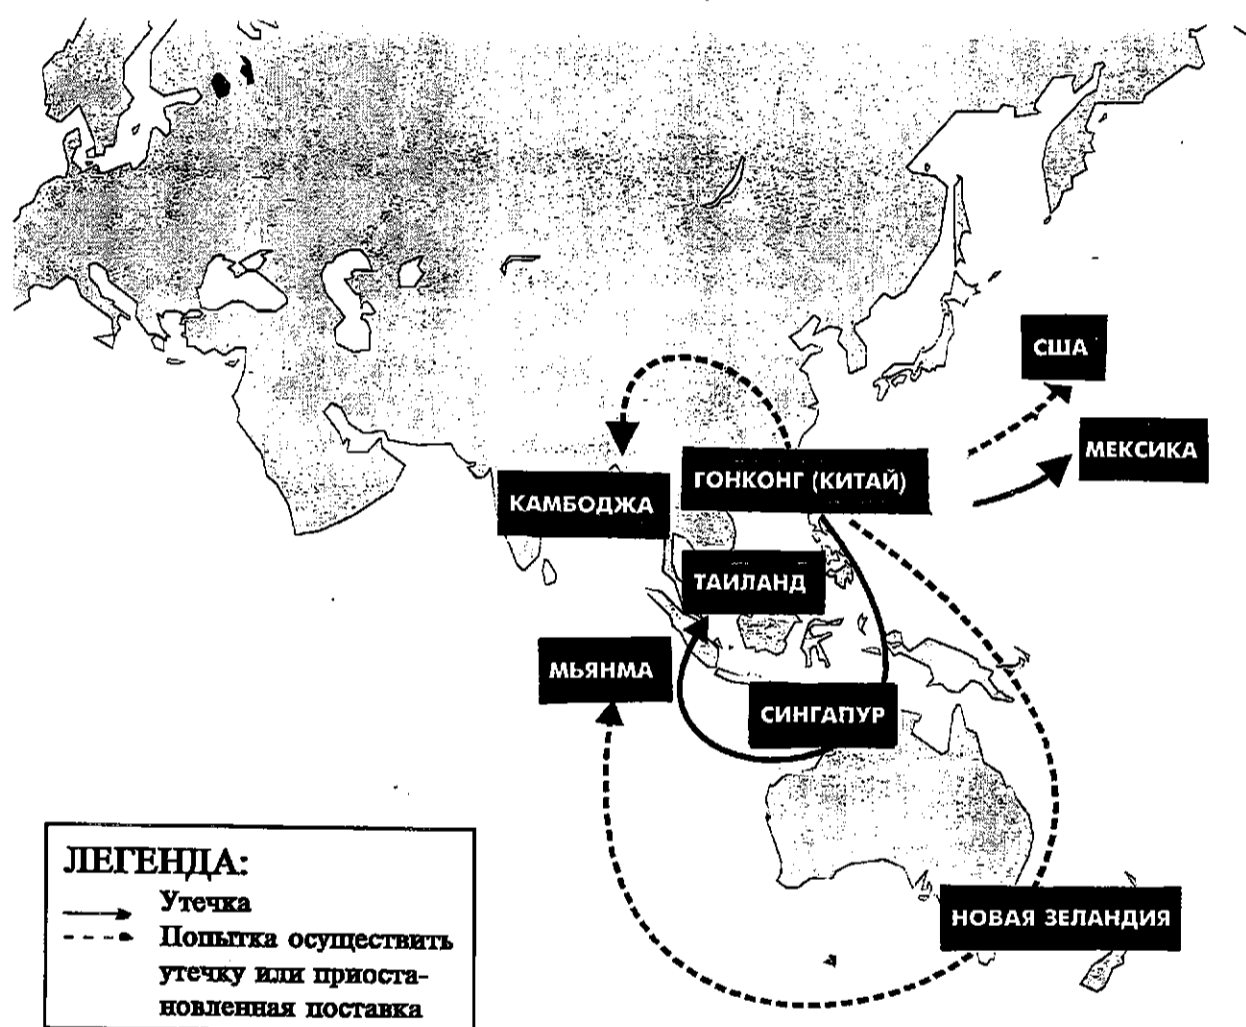 США
МЕКСИКА
ГОНКОНГ (КИТАЙ)
КАМБОДЖА
ТАИЛАНД
МЬЯНМА
СИНГАПУР
НОВАЯ ЗЕЛАНДИЯ
ЛЕГЕНДА:
Утечка
Попытка осуществить
утечку или приоста-
новленная поставка